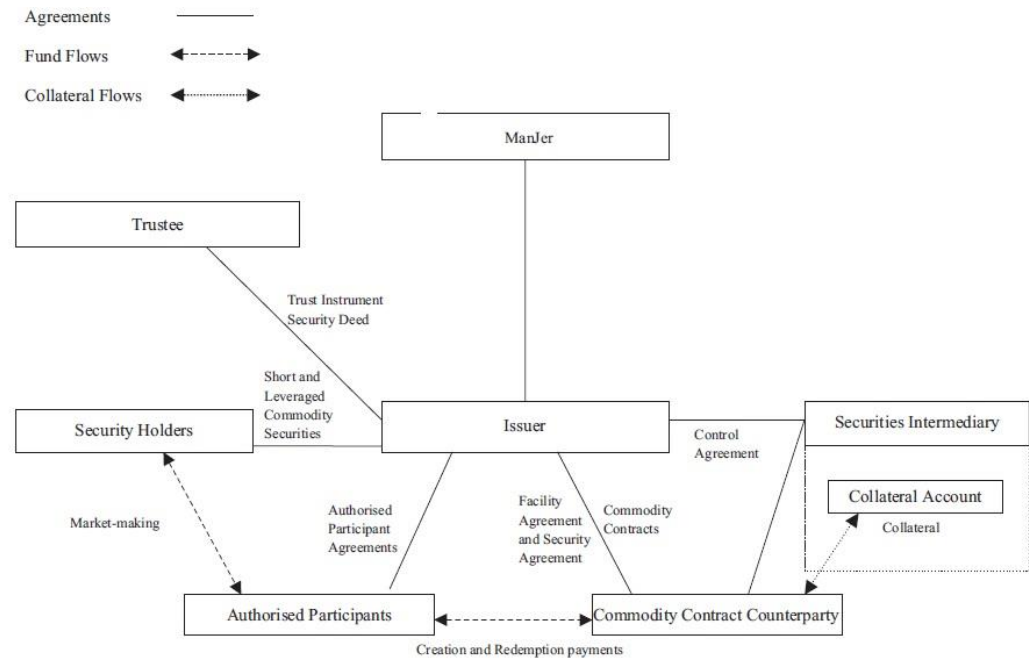 Agreements
Fund Flows
Collateral Flows
ManJer
Trustee
Trust Instrument
Security Deed
Short and
Leveraged
Commodity
Securities
Security Holders
Issuer
Securities Intermediary
Control
Agreement
Collateral Account
Collateral
Market-making
Authorised
Participant
Agreements
Facility
Agreement
and Security
Agreement
Commodity
Contracts
Authorised Participants
Commodity Contract Counterparty
Creation and Redemption payments